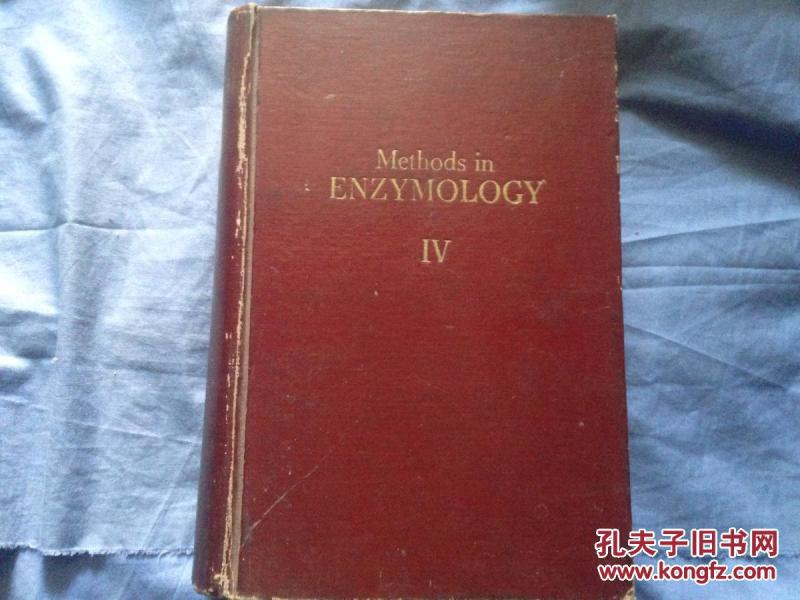 Methods in
ENZYMOLOGY
IV
孔夫子旧书网
www.kongfz.com